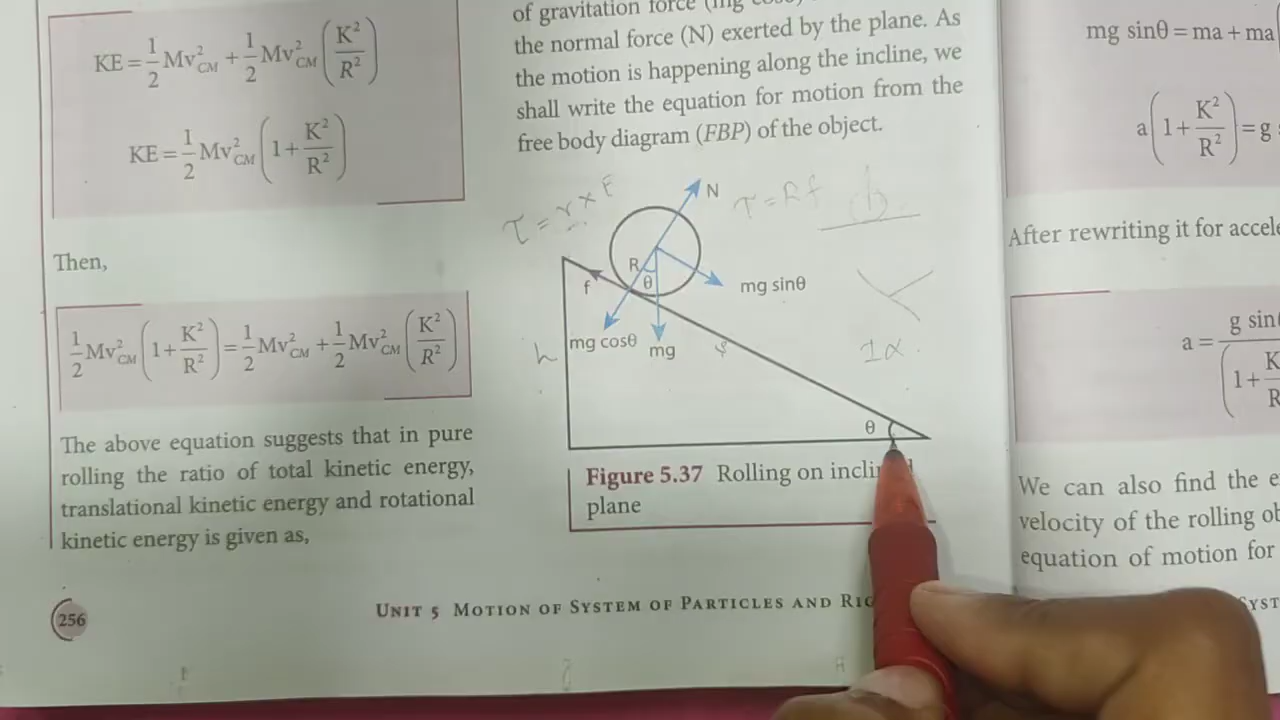 KE = 1/2 Mv²CM + 1/2 Mv²CM (K²/R²)
KE = 1/2 Mv²CM (1 + K²/R²)
Then,
1/2 Mv²CM (1 + K²/R²) = 1/2 Mv²CM + 1/2 Mv²CM (K²/R²)
The above equation suggests that in pure
rolling the ratio of total kinetic energy,
translational kinetic energy and rotational
kinetic energy is given as,
256
of gravitation force (mg
the normal force (N) exerted by the plane. As
the motion is happening along the incline, we
shall write the equation for motion from the
free body diagram (FBP) of the object.
τ = r × F
N
τ = Rf
R
θ
f
mg sinθ
h
mg cosθ
mg
Iα
θ
Figure 5.37 Rolling on
plane
UNIT 5 MOTION OF SYSTEM OF PARTICLES AND
mg sinθ = ma + ma
a (1 + K²/R²) = g
After rewriting it for
a =
We can also find the
velocity of the rolling
equation of motion for